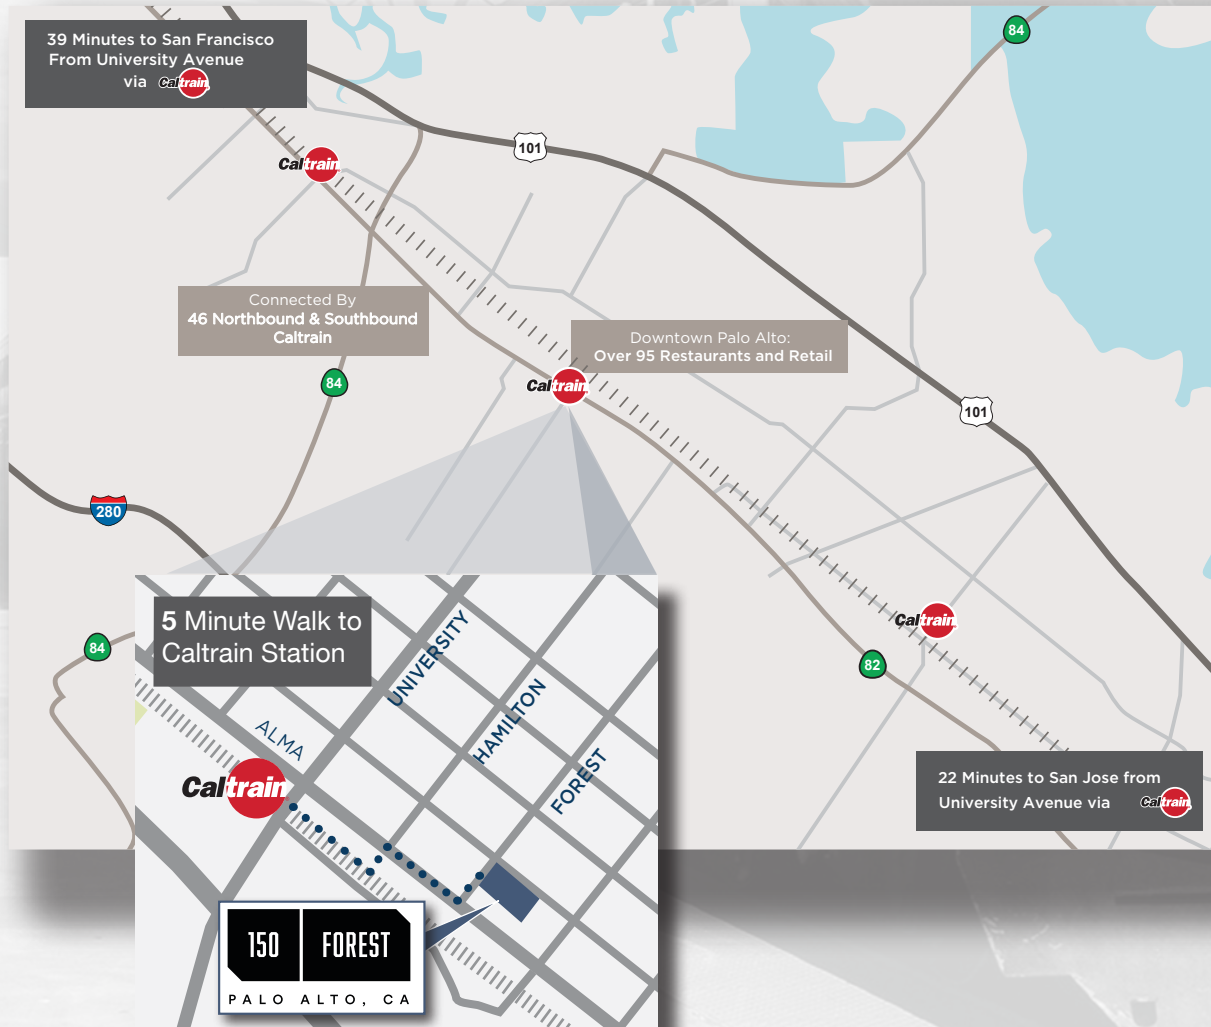 39 Minutes to San Francisco
From University Avenue
via Caltrain
84
101
Caltrain
Connected By
46 Northbound & Southbound
Caltrain
Downtown Palo Alto:
Over 95 Restaurants and Retail
84
Caltrain
101
280
5 Minute Walk to
Caltrain Station
UNIVERSITY
Caltrain
84
82
HAMILTON
ALMA
FOREST
Caltrain
22 Minutes to San Jose from
University Avenue via Caltrain
150 FOREST
PALO ALTO, CA